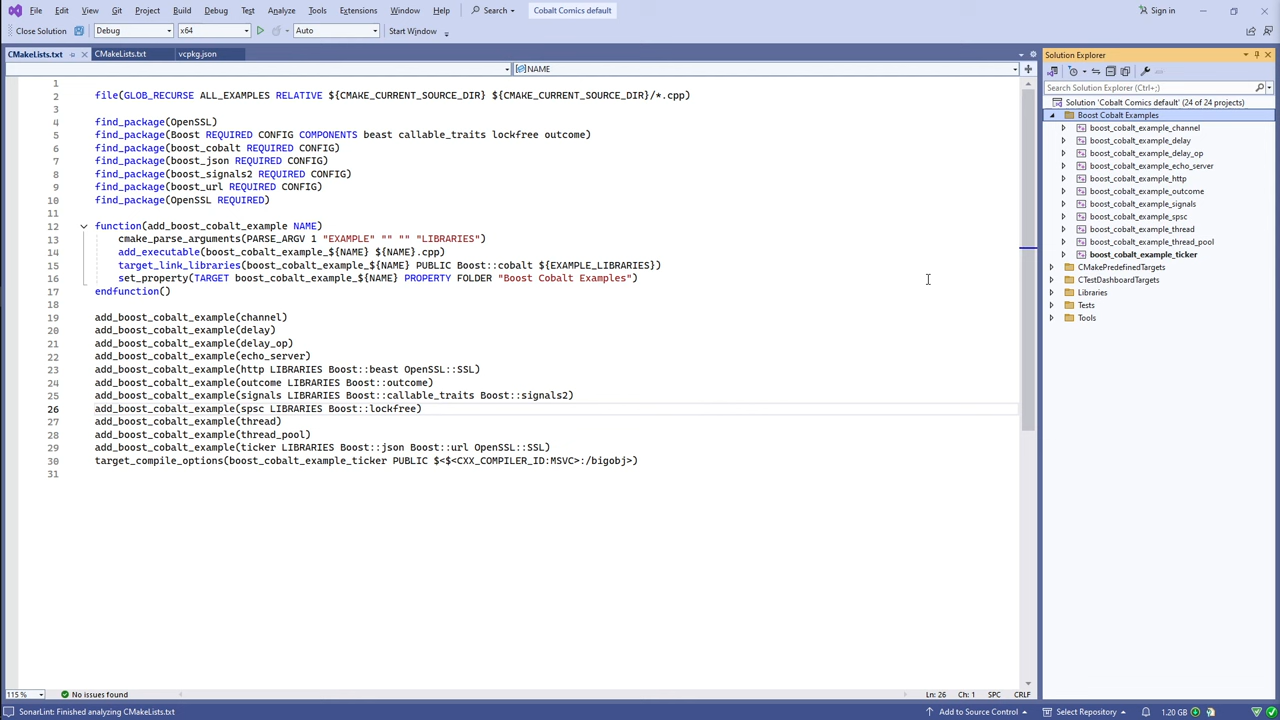 File Edit View Git Project Build Debug Test Analyze Tools Extensions Window Help Search Cobalt Comics default Sign in
Close Solution Debug x64 Auto Start Window
CMakeLists.txt CMakeLists.txt vcpkg.json
NAME
1
2 file(GLOB_RECURSE ALL_EXAMPLES RELATIVE ${CMAKE_CURRENT_SOURCE_DIR} ${CMAKE_CURRENT_SOURCE_DIR}/*.cpp)
3
4 find_package(OpenSSL)
5 find_package(Boost REQUIRED CONFIG COMPONENTS beast callable_traits lockfree outcome)
6 find_package(boost_cobalt REQUIRED CONFIG)
7 find_package(boost_json REQUIRED CONFIG)
8 find_package(boost_signals2 REQUIRED CONFIG)
9 find_package(boost_url REQUIRED CONFIG)
10 find_package(OpenSSL REQUIRED)
11
12 function(add_boost_cobalt_example NAME)
13 cmake_parse_arguments(PARSE_ARGV 1 "EXAMPLE" "" "" "LIBRARIES")
14 add_executable(boost_cobalt_example_${NAME} ${NAME}.cpp)
15 target_link_libraries(boost_cobalt_example_${NAME} PUBLIC Boost::cobalt ${EXAMPLE_LIBRARIES})
16 set_property(TARGET boost_cobalt_example_${NAME} PROPERTY FOLDER "Boost Cobalt Examples")
17 endfunction()
18
19 add_boost_cobalt_example(channel)
20 add_boost_cobalt_example(delay)
21 add_boost_cobalt_example(delay_op)
22 add_boost_cobalt_example(echo_server)
23 add_boost_cobalt_example(http LIBRARIES Boost::beast OpenSSL::SSL)
24 add_boost_cobalt_example(outcome LIBRARIES Boost::outcome)
25 add_boost_cobalt_example(signals LIBRARIES Boost::callable_traits Boost::signals2)
26 add_boost_cobalt_example(spsc LIBRARIES Boost::lockfree)
27 add_boost_cobalt_example(thread)
28 add_boost_cobalt_example(thread_pool)
29 add_boost_cobalt_example(ticker LIBRARIES Boost::json Boost::url OpenSSL::SSL)
30 target_compile_options(boost_cobalt_example_ticker PUBLIC $<$<CXX_COMPILER_ID:MSVC>:/bigobj>)
31
Solution Explorer
Search Solution Explorer (Ctrl+;)
Solution 'Cobalt Comics default' (24 of 24 projects)
Boost Cobalt Examples
boost_cobalt_example_channel
boost_cobalt_example_delay
boost_cobalt_example_delay_op
boost_cobalt_example_echo_server
boost_cobalt_example_http
boost_cobalt_example_outcome
boost_cobalt_example_signals
boost_cobalt_example_spsc
boost_cobalt_example_thread
boost_cobalt_example_thread_pool
boost_cobalt_example_ticker
CMakePredefinedTargets
CTestDashboardTargets
Libraries
Tests
Tools
115 % No issues found Ln: 26 Ch: 1 SPC CRLF
SonarLint: Finished analyzing CMakeLists.txt Add to Source Control Select Repository 1.20 GB